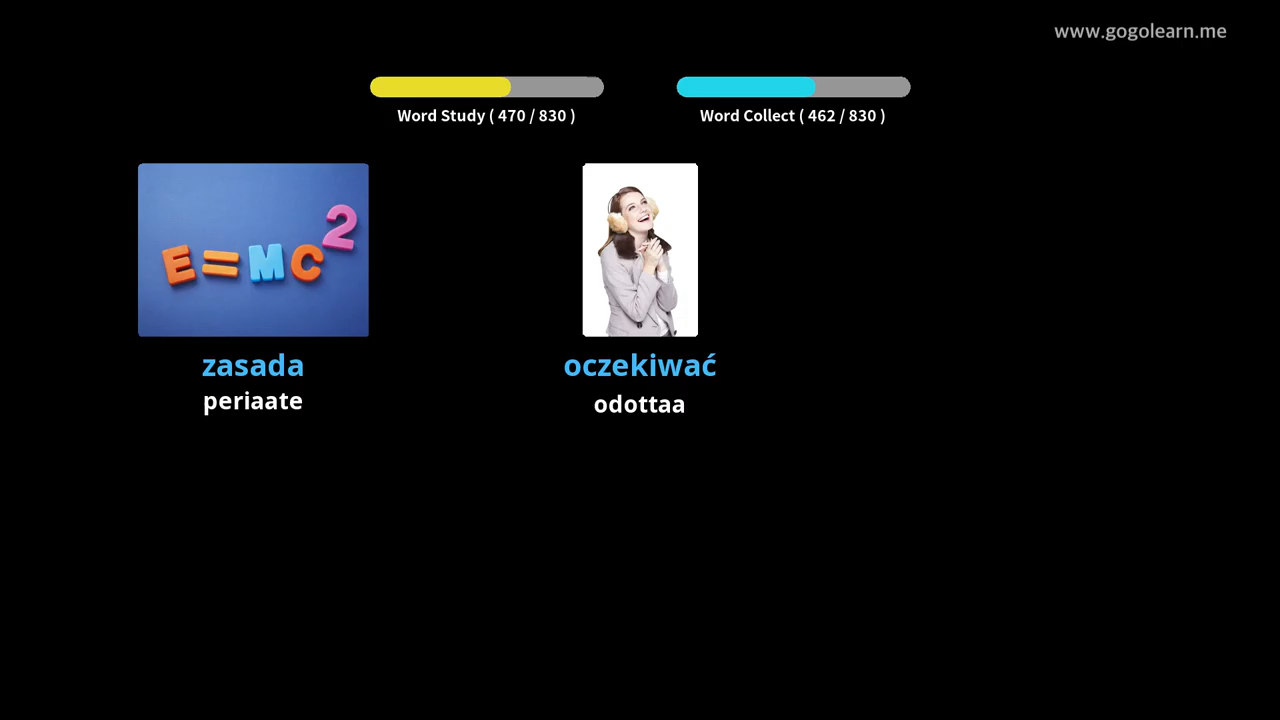 www.gogolearn.me
Word Study ( 470 / 830 )
Word Collect ( 462 / 830 )
E=MC²
zasada
periaate
oczekiwać
odottaa